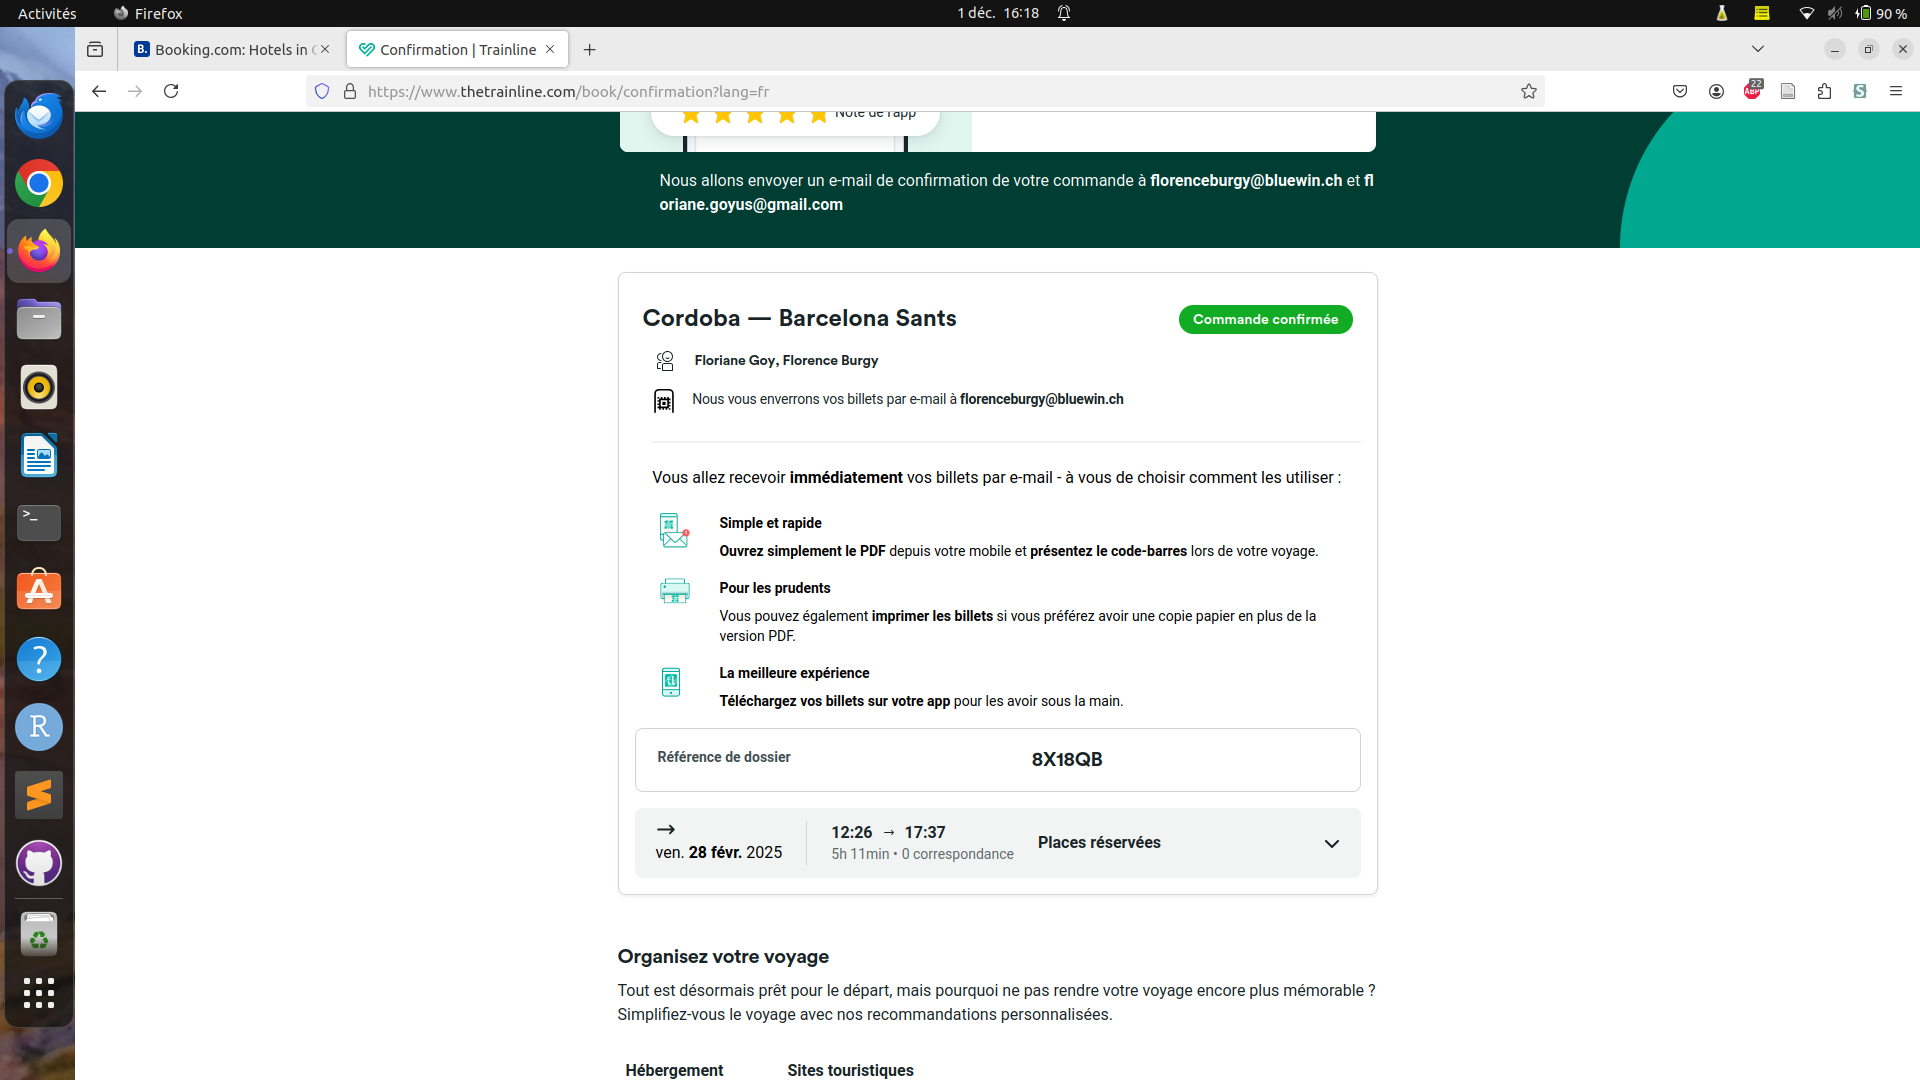 Activités
Firefox
1 déc. 16:18
90 %
Booking.com: Hotels in
Confirmation | Trainline
https://www.thetrainline.com/book/confirmation?lang=fr
22
ABP
Note de l'app
Nous allons envoyer un e-mail de confirmation de votre commande à florenceburgy@bluewin.ch et fl
oriane.goyus@gmail.com
Cordoba — Barcelona Sants
Commande confirmée
Floriane Goy, Florence Burgy
Nous vous enverrons vos billets par e-mail à florenceburgy@bluewin.ch
Vous allez recevoir immédiatement vos billets par e-mail - à vous de choisir comment les utiliser :
Simple et rapide
Ouvrez simplement le PDF depuis votre mobile et présentez le code-barres lors de votre voyage.
Pour les prudents
Vous pouvez également imprimer les billets si vous préférez avoir une copie papier en plus de la
version PDF.
La meilleure expérience
Téléchargez vos billets sur votre app pour les avoir sous la main.
Référence de dossier
8X18QB
→
ven. 28 févr. 2025
12:26 → 17:37
5h 11min • 0 correspondance
Places réservées
Organisez votre voyage
Tout est désormais prêt pour le départ, mais pourquoi ne pas rendre votre voyage encore plus mémorable ?
Simplifiez-vous le voyage avec nos recommandations personnalisées.
Hébergement
Sites touristiques